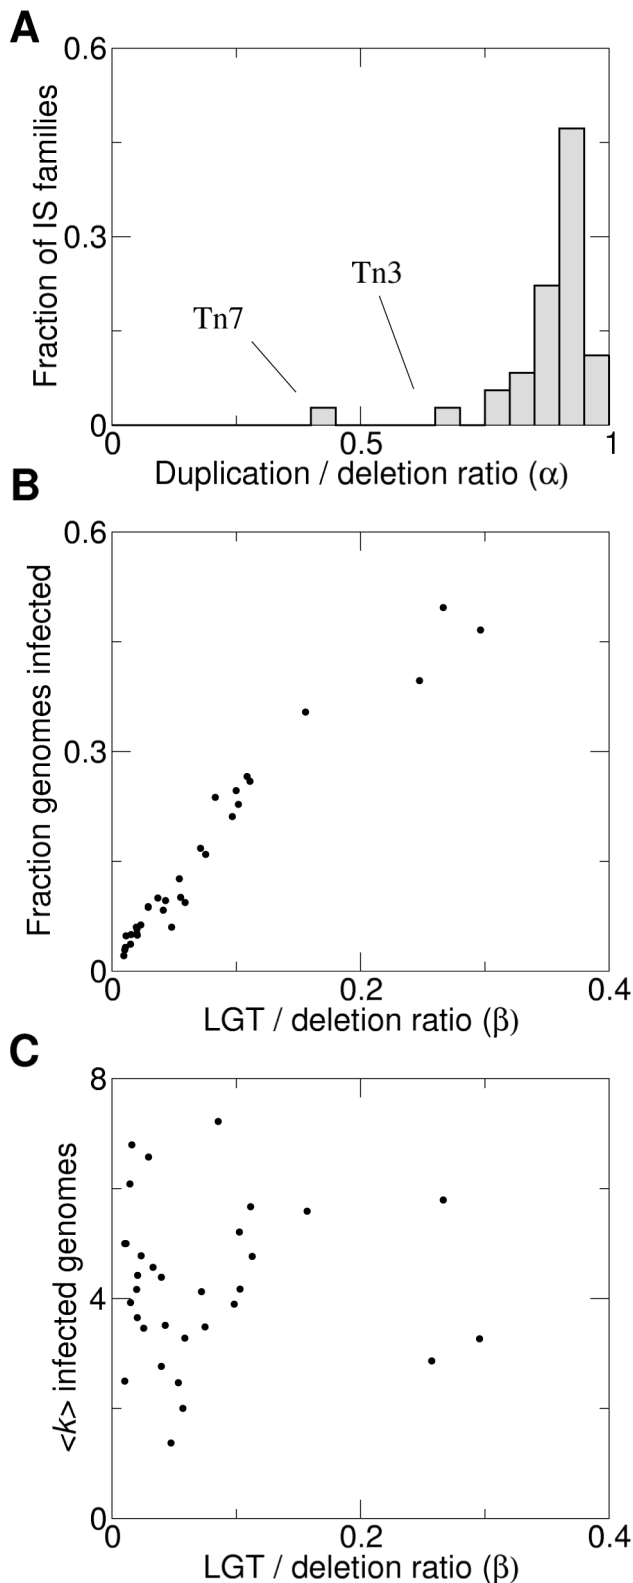 A
0.6
Fraction of IS families
0.3
Tn3
Tn7
0
0 0.5 1
Duplication / deletion ratio (α)
B
0.6
Fraction genomes infected
0.3
0
0 0.2 0.4
LGT / deletion ratio (β)
C
8
<k> infected genomes
4
0
0 0.2 0.4
LGT / deletion ratio (β)